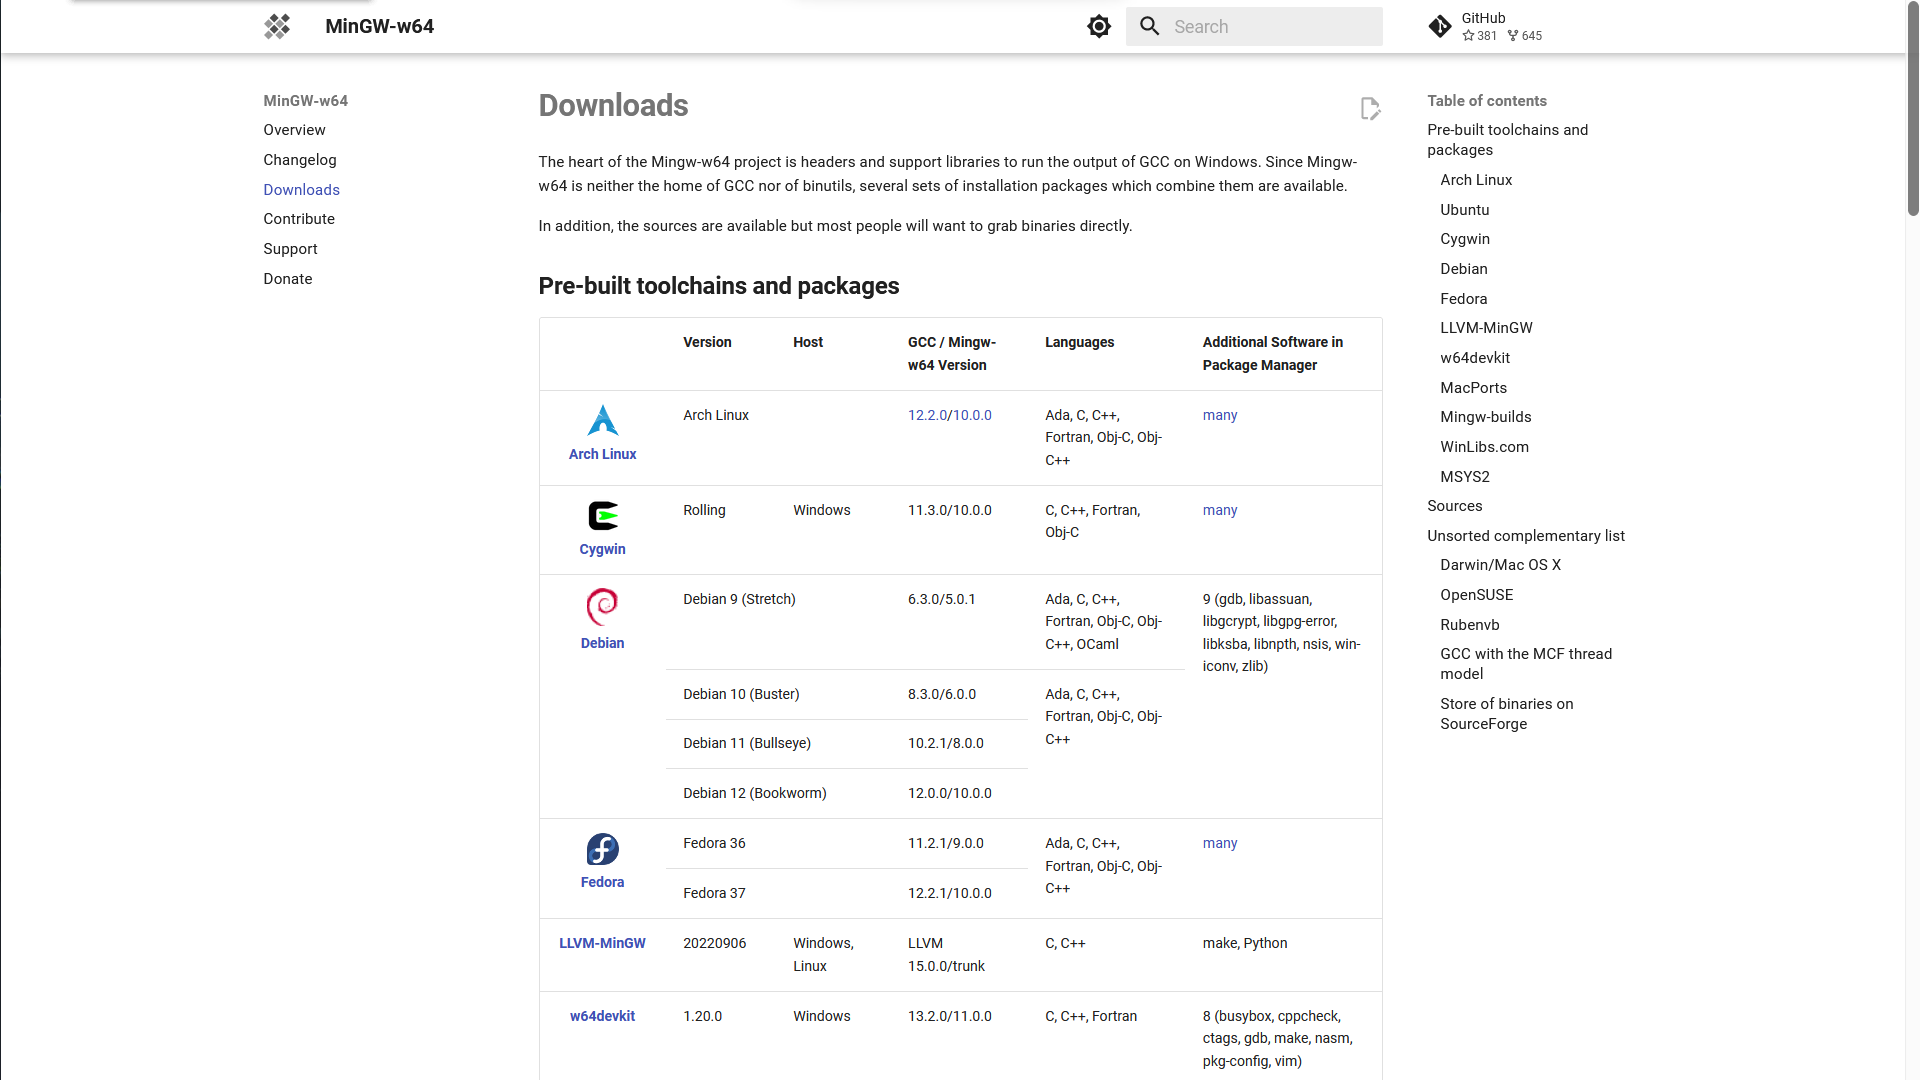 MinGW-w64
Search
GitHub
381 645
MinGW-w64
Overview
Changelog
Downloads
Contribute
Support
Donate
Downloads
The heart of the Mingw-w64 project is headers and support libraries to run the output of GCC on Windows. Since Mingw-
w64 is neither the home of GCC nor of binutils, several sets of installation packages which combine them are available.
In addition, the sources are available but most people will want to grab binaries directly.
Pre-built toolchains and packages
Version Host GCC / Mingw- Languages Additional Software in
w64 Version Package Manager
Arch Linux 12.2.0/10.0.0 Ada, C, C++, many
Fortran, Obj-C, Obj-
Arch Linux
C++
Rolling Windows 11.3.0/10.0.0 C, C++, Fortran, many
Obj-C
Cygwin
Debian 9 (Stretch) 6.3.0/5.0.1 Ada, C, C++, 9 (gdb, libassuan,
Fortran, Obj-C, Obj- libgcrypt, libgpg-error,
Debian C++, OCaml libksba, libnpth, nsis, win-
iconv, zlib)
Debian 10 (Buster) 8.3.0/6.0.0 Ada, C, C++,
Fortran, Obj-C, Obj-
C++
Debian 11 (Bullseye) 10.2.1/8.0.0
Debian 12 (Bookworm) 12.0.0/10.0.0
Fedora 36 11.2.1/9.0.0 Ada, C, C++, many
Fortran, Obj-C, Obj-
Fedora C++
Fedora 37 12.2.1/10.0.0
LLVM-MinGW 20220906 Windows, LLVM C, C++ make, Python
Linux 15.0.0/trunk
w64devkit 1.20.0 Windows 13.2.0/11.0.0 C, C++, Fortran 8 (busybox, cppcheck,
ctags, gdb, make, nasm,
pkg-config, vim)
Table of contents
Pre-built toolchains and
packages
Arch Linux
Ubuntu
Cygwin
Debian
Fedora
LLVM-MinGW
w64devkit
MacPorts
Mingw-builds
WinLibs.com
MSYS2
Sources
Unsorted complementary list
Darwin/Mac OS X
OpenSUSE
Rubenvb
GCC with the MCF thread
model
Store of binaries on
SourceForge